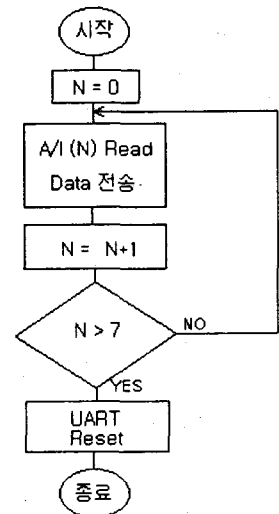 시작
N = 0
A/I (N) Read
Data 전송
N = N+1
N > 7
NO
YES
UART
Reset
종료